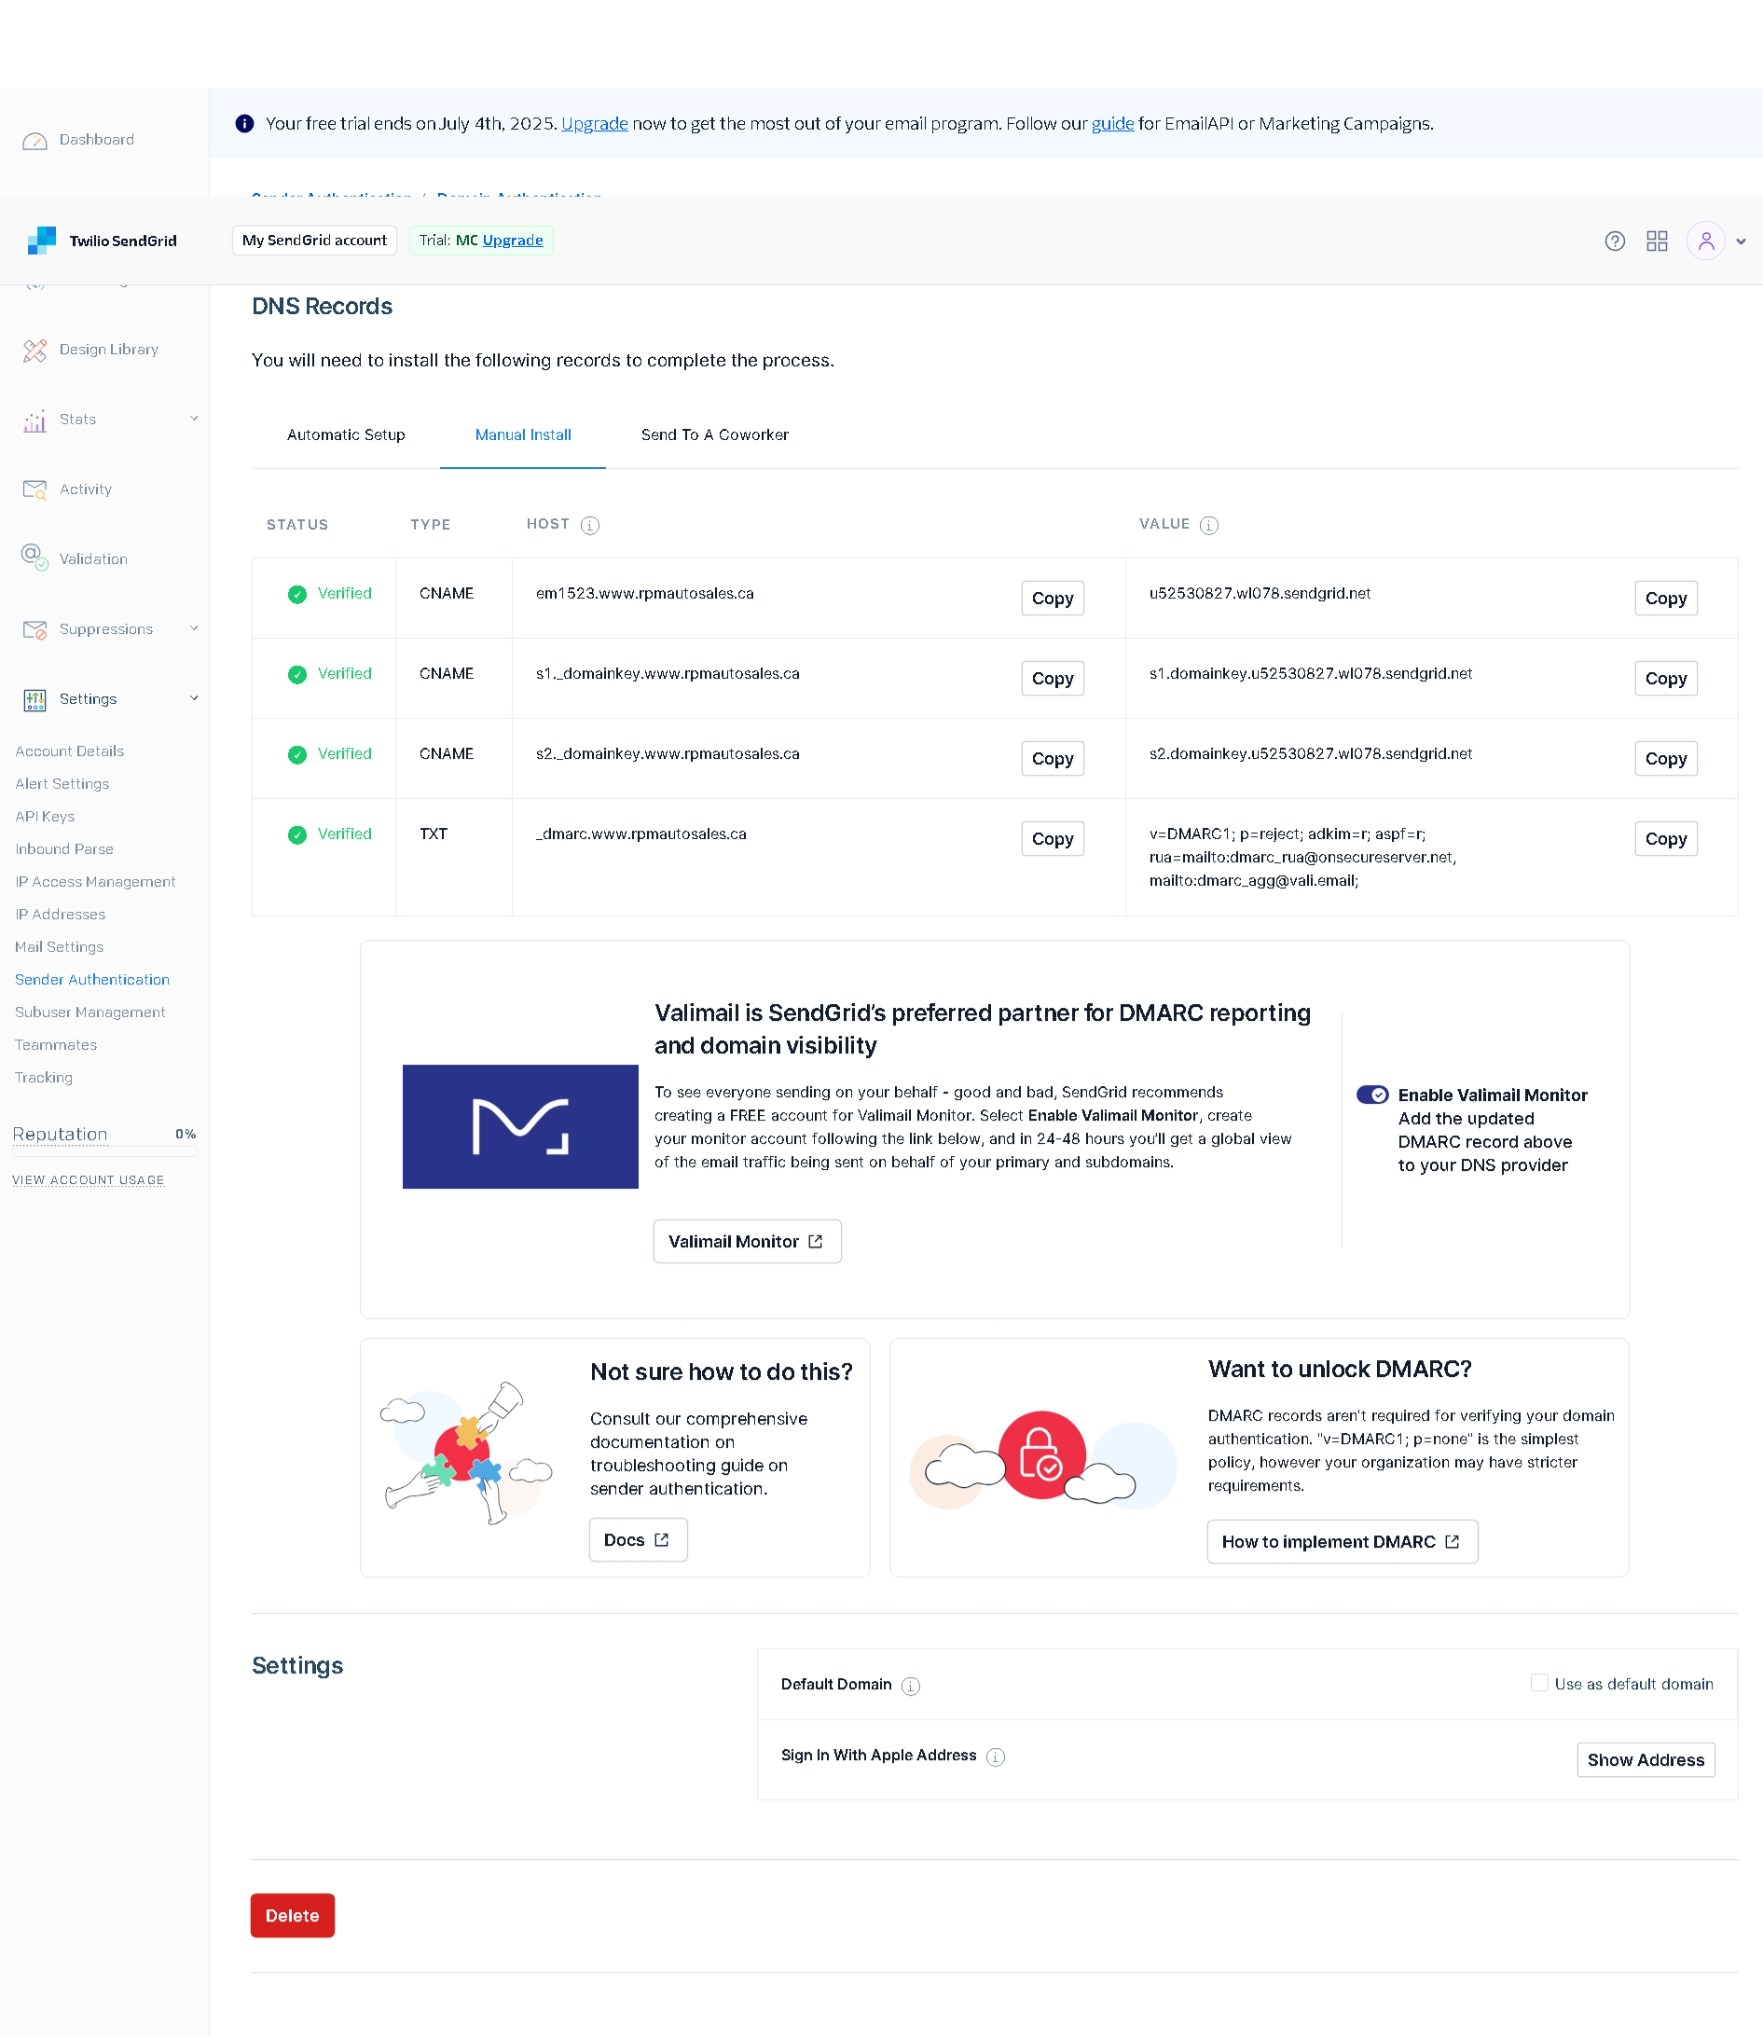 Your free trial ends on July 4th, 2025. Upgrade now to get the most out of your email program. Follow our guide for EmailAPI or Marketing Campaigns.
Dashboard
Sender Authentication / Domain Authentication
Twilio SendGrid
My SendGrid account
Trial: MC Upgrade
DNS Records
You will need to install the following records to complete the process.
Automatic Setup
Manual Install
Send To A Coworker
STATUS TYPE HOST VALUE
Verified CNAME em1523.www.rpmautosales.ca Copy u52530827.wl078.sendgrid.net Copy
Verified CNAME s1._domainkey.www.rpmautosales.ca Copy s1.domainkey.u52530827.wl078.sendgrid.net Copy
Verified CNAME s2._domainkey.www.rpmautosales.ca Copy s2.domainkey.u52530827.wl078.sendgrid.net Copy
Verified TXT _dmarc.www.rpmautosales.ca Copy v=DMARC1; p=reject; adkim=r; aspf=r; Copy
rua=mailto:dmarc_rua@onsecureserver.net,
mailto:dmarc_agg@vali.email;
Design Library
Stats
Activity
Validation
Suppressions
Settings
Account Details
Alert Settings
API Keys
Inbound Parse
IP Access Management
IP Addresses
Mail Settings
Sender Authentication
Subuser Management
Teammates
Tracking
Reputation 0%
VIEW ACCOUNT USAGE
Valimail is SendGrid's preferred partner for DMARC reporting
and domain visibility
To see everyone sending on your behalf - good and bad, SendGrid recommends
creating a FREE account for Valimail Monitor. Select Enable Valimail Monitor, create
your monitor account following the link below, and in 24-48 hours you'll get a global view
of the email traffic being sent on behalf of your primary and subdomains.
Valimail Monitor
Enable Valimail Monitor
Add the updated
DMARC record above
to your DNS provider
Not sure how to do this?
Consult our comprehensive
documentation on
troubleshooting guide on
sender authentication.
Docs
Want to unlock DMARC?
DMARC records aren't required for verifying your domain
authentication. "v=DMARC1; p=none" is the simplest
policy, however your organization may have stricter
requirements.
How to implement DMARC
Settings
Default Domain
Use as default domain
Sign In With Apple Address
Show Address
Delete